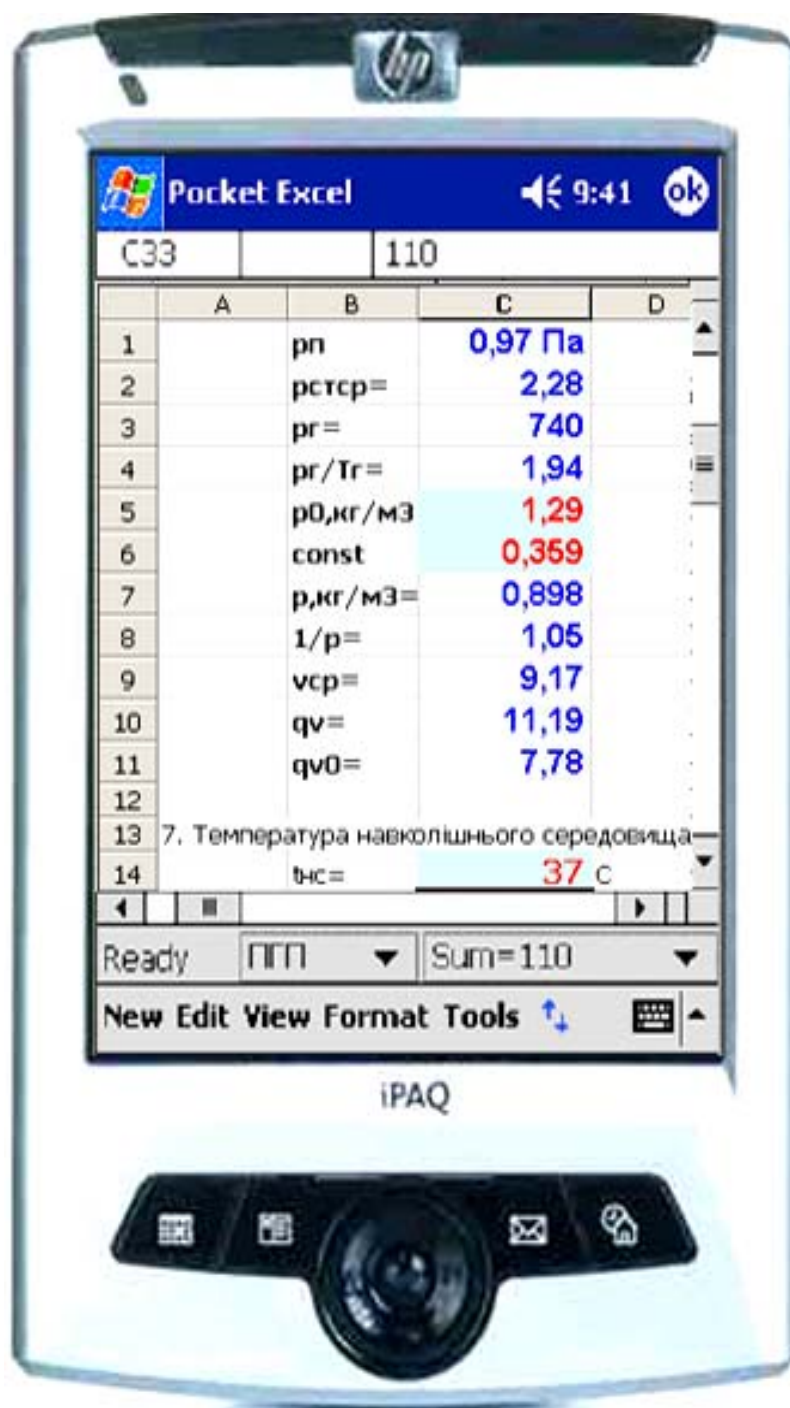 hp
Pocket Excel 9:41 ok
C33 110
A B C D
1 рп 0,97 Па
2 рстср= 2,28
3 рг= 740
4 рг/Тг= 1,94
5 р0,кг/м3 1,29
6 const 0,359
7 р,кг/м3= 0,898
8 1/р= 1,05
9 vср= 9,17
10 qv= 11,19
11 qv0= 7,78
12
13 7. Температура навколішнього середовища
14 tнс= 37 С
Ready ПГП Sum=110
New Edit View Format Tools
iPAQ